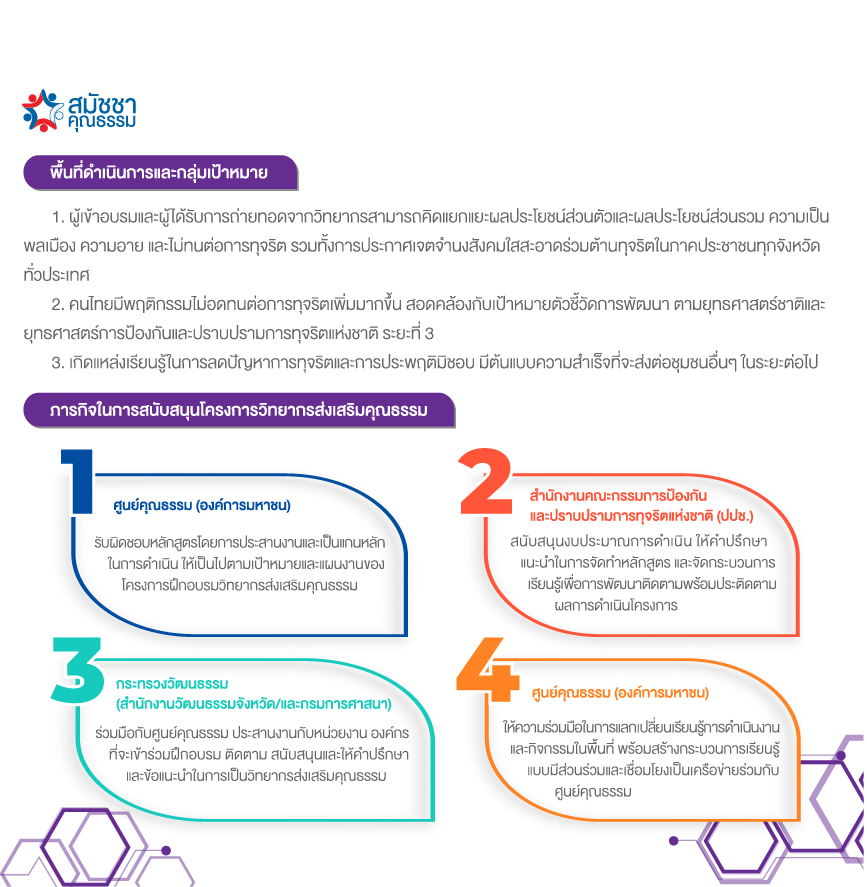 สมัชชา
คุณธรรม
พื้นที่ดำเนินการและกลุ่มเป้าหมาย
1. ผู้เข้าอบรมและผู้ได้รับการถ่ายทอดจากวิทยากรสามารถคิดแยกแยะผลประโยชน์ส่วนตัวและผลประโยชน์ส่วนรวม ความเป็น
พลเมือง ความอาย และไม่ทนต่อการทุจริต รวมทั้งการประกาศเจตจำนงสังคมใสสะอาดร่วมต้านทุจริตในภาคประชาชนทุกจังหวัด
ทั่วประเทศ
2. คนไทยมีพฤติกรรมไม่อดทนต่อการทุจริตเพิ่มมากขึ้น สอดคล้องกับเป้าหมายตัวชี้วัดการพัฒนา ตามยุทธศาสตร์ชาติและ
ยุทธศาสตร์การป้องกันและปราบปรามการทุจริตแห่งชาติ ระยะที่ 3
3. เกิดแหล่งเรียนรู้ในการลดปัญหาการทุจริตและการประพฤติมิชอบ มีต้นแบบความสำเร็จที่จะส่งต่อชุมชนอื่นๆ ในระยะต่อไป
ภารกิจในการสนับสนุนโครงการวิทยากรส่งเสริมคุณธรรม
1
ศูนย์คุณธรรม (องค์การมหาชน)
รับผิดชอบหลักสูตรโดยการประสานงานและเป็นแกนหลัก
ในการดำเนิน ให้เป็นไปตามเป้าหมายและแผนงานของ
โครงการฝึกอบรมวิทยากรส่งเสริมคุณธรรม
2
สำนักงานคณะกรรมการป้องกัน
และปราบปรามการทุจริตแห่งชาติ (ปปช.)
สนับสนุนงบประมาณการดำเนิน ให้คำปรึกษา
แนะนำในการจัดทำหลักสูตร และจัดกระบวนการ
เรียนรู้เพื่อการพัฒนาติดตามพร้อมประติดตาม
ผลการดำเนินโครงการ
3
กระทรวงวัฒนธรรม
(สำนักงานวัฒนธรรมจังหวัด/และกรมการศาสนา)
ร่วมมือกับศูนย์คุณธรรม ประสานงานกับหน่วยงาน องค์กร
ที่จะเข้าร่วมฝึกอบรม ติดตาม สนับสนุนและให้คำปรึกษา
และข้อแนะนำในการเป็นวิทยากรส่งเสริมคุณธรรม
4
ศูนย์คุณธรรม (องค์การมหาชน)
ให้ความร่วมมือในการแลกเปลี่ยนเรียนรู้การดำเนินงาน
และกิจกรรมในพื้นที่ พร้อมสร้างกระบวนการเรียนรู้
แบบมีส่วนร่วมและเชื่อมโยงเป็นเครือข่ายร่วมกับ
ศูนย์คุณธรรม